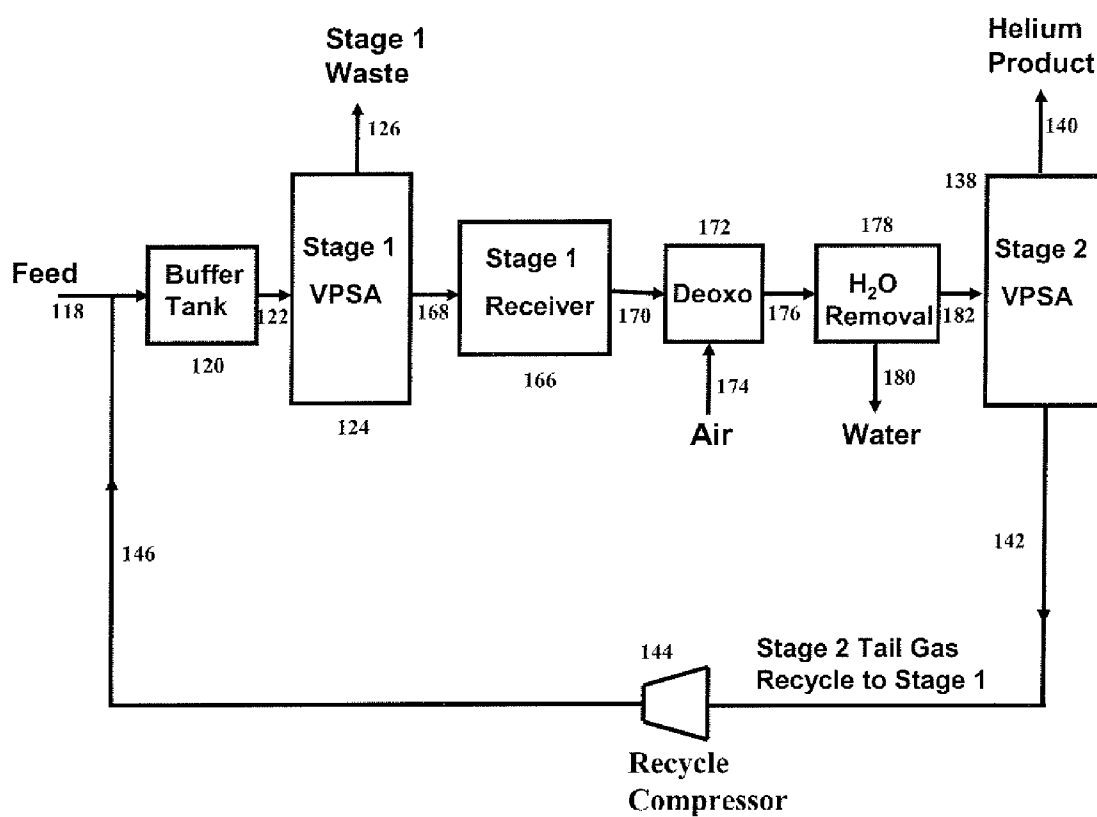 Stage 1
Waste
126
Helium
Product
140
138
Feed
118
Buffer
Tank
120
122
Stage 1
VPSA
124
168
Stage 1
Receiver
166
170
172
Deoxo
174
Air
176
178
H₂O
Removal
180
Water
182
Stage 2
VPSA
142
146
144
Stage 2 Tail Gas
Recycle to Stage 1
Recycle
Compressor